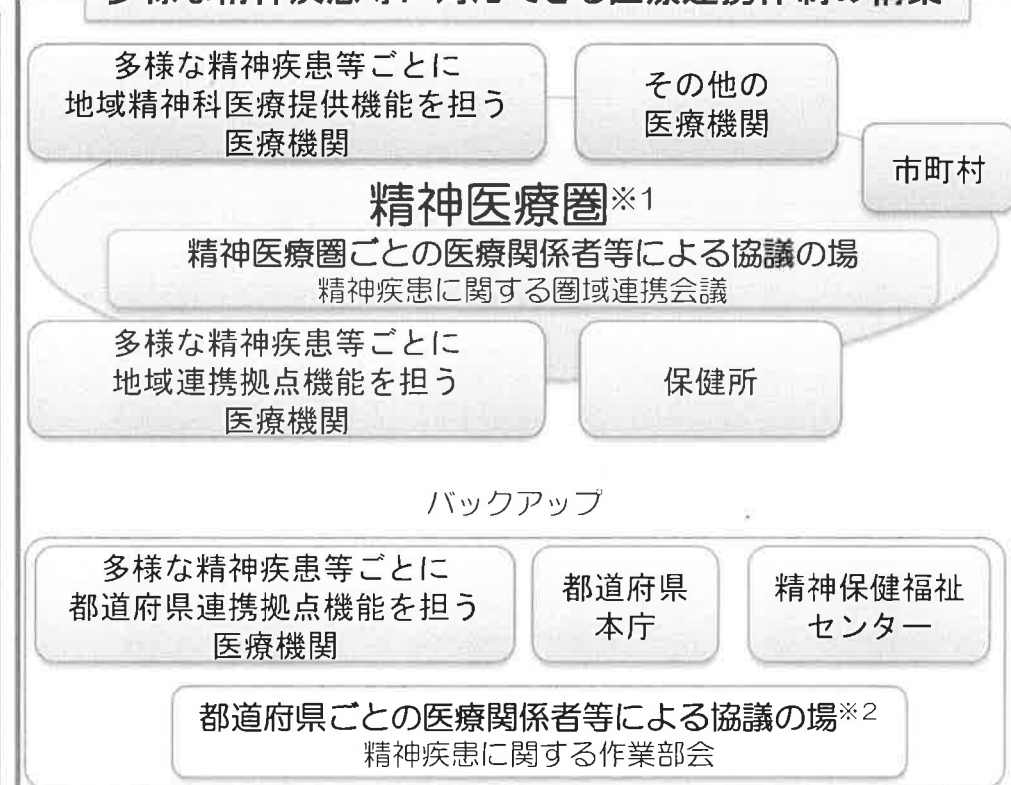 多様な精神疾患等ごとに
地域精神科医療提供機能を担う
医療機関
その他の
医療機関
市町村
精神医療圏※1
精神医療圏ごとの医療関係者等による協議の場
精神疾患に関する圏域連携会議
多様な精神疾患等ごとに
地域連携拠点機能を担う
医療機関
保健所
バックアップ
多様な精神疾患等ごとに
都道府県連携拠点機能を担う
医療機関
都道府県
本庁
精神保健福祉
センター
都道府県ごとの医療関係者等による協議の場※2
精神疾患に関する作業部会